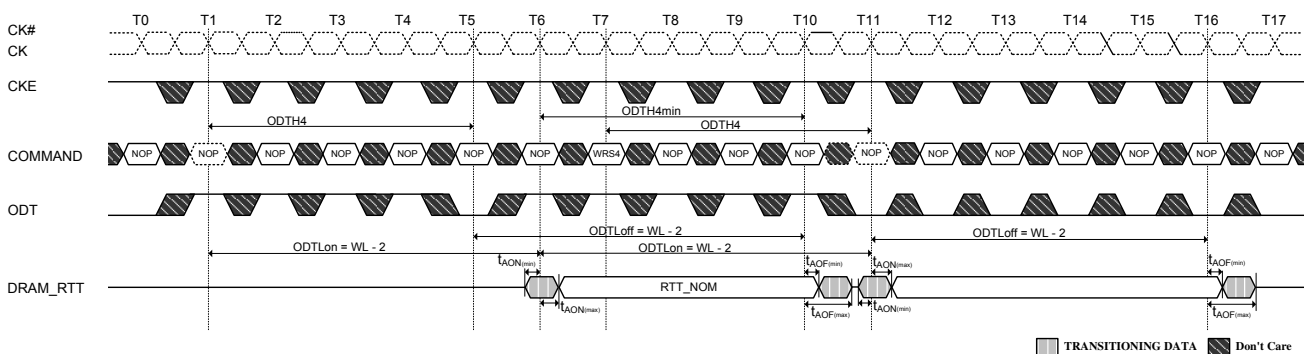 T0 T1 T2 T3 T4 T5 T6 T7 T8 T9 T10 T11 T12 T13 T14 T15 T16 T17
CK#
CK
CKE
ODTH4 ODTH4min
ODTH4
COMMAND NOP NOP NOP NOP NOP NOP NOP WRS4 NOP NOP NOP NOP NOP NOP NOP NOP NOP NOP
ODT
ODTLoff = WL - 2 ODTLoff = WL - 2
ODTLon = WL - 2 ODTLon = WL - 2
tAON(min) tAOF(min) tAON(max) tAOF(min)
DRAM_RTT RTT_NOM
tAON(max) tAOF(max) tAON(min) tAOF(max)
TRANSITIONING DATA Don't Care